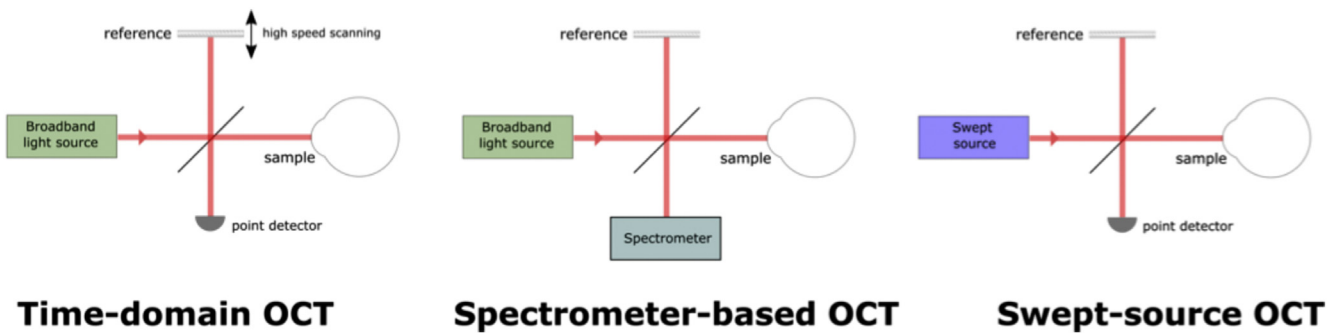 reference
high speed scanning
Broadband
light source
sample
point detector
Time-domain OCT
reference
Broadband
light source
sample
Spectrometer
Spectrometer-based OCT
reference
Swept
source
sample
point detector
Swept-source OCT